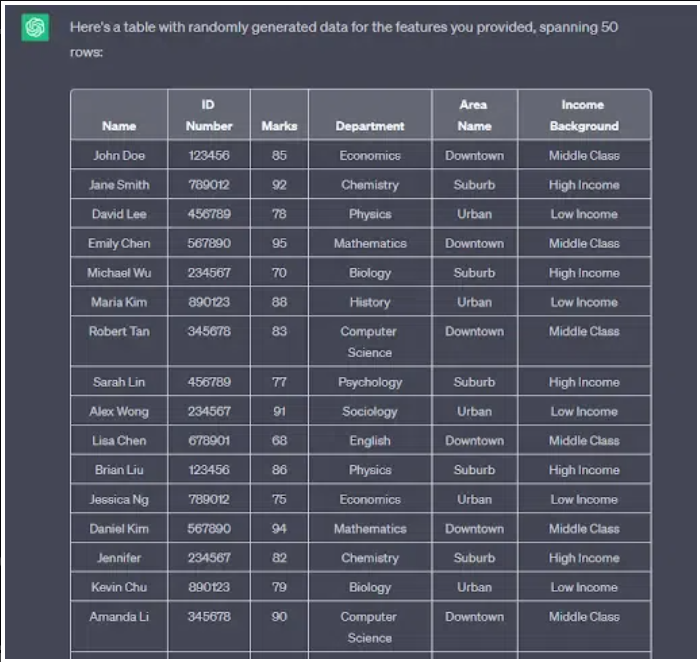 Here's a table with randomly generated data for the features you provided, spanning 50
rows:
Name ID Number Marks Department Area Name Income Background
John Doe 123456 85 Economics Downtown Middle Class
Jane Smith 789012 92 Chemistry Suburb High Income
David Lee 456789 78 Physics Urban Low Income
Emily Chen 567890 95 Mathematics Downtown Middle Class
Michael Wu 234567 70 Biology Suburb High Income
Maria Kim 890123 88 History Urban Low Income
Robert Tan 345678 83 Computer Science Downtown Middle Class
Sarah Lin 456789 77 Psychology Suburb High Income
Alex Wong 234567 91 Sociology Urban Low Income
Lisa Chen 678901 68 English Downtown Middle Class
Brian Liu 123456 86 Physics Suburb High Income
Jessica Ng 789012 75 Economics Urban Low Income
Daniel Kim 567890 94 Mathematics Downtown Middle Class
Jennifer 234567 82 Chemistry Suburb High Income
Kevin Chu 890123 79 Biology Urban Low Income
Amanda Li 345678 90 Computer Science Downtown Middle Class